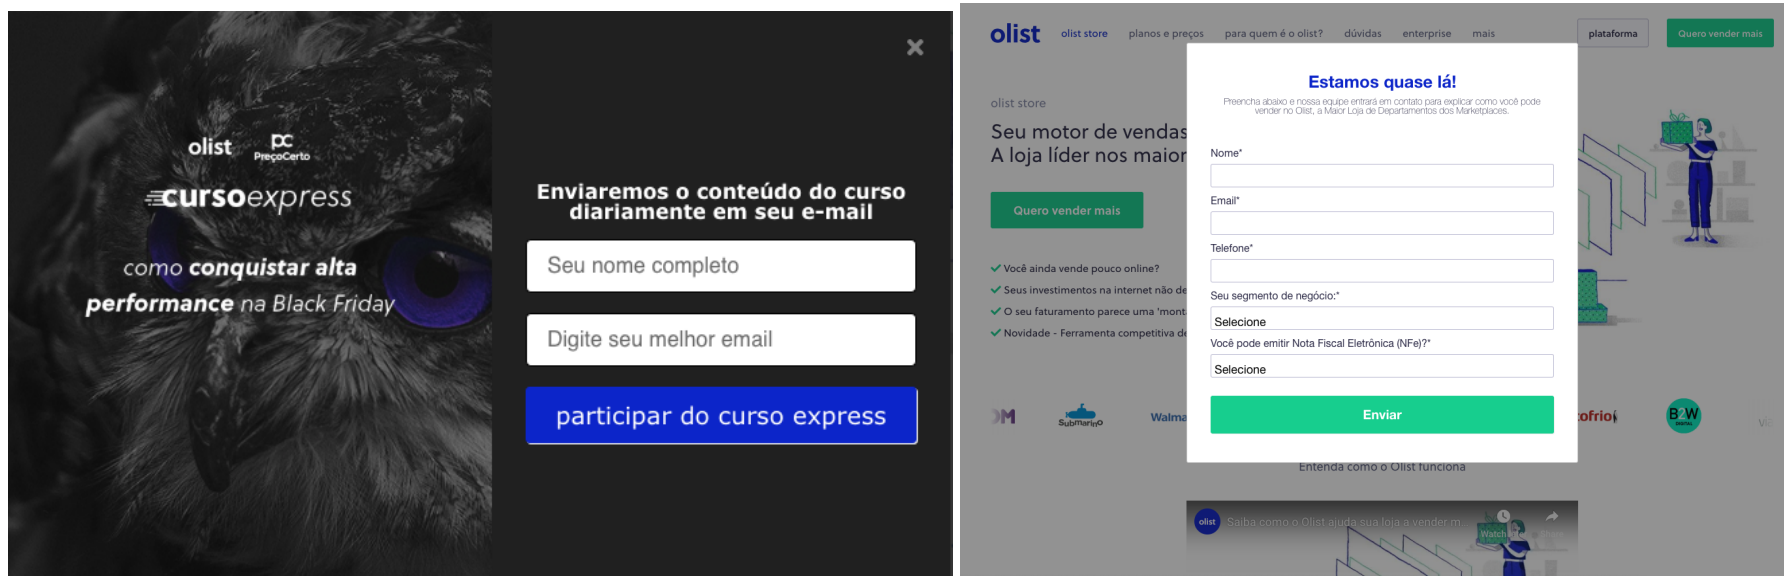 olist
pc
PreçoCerto
cursoexpress
como conquistar alta
performance na Black Friday
Enviaremos o conteúdo do curso
diariamente em seu e-mail
Seu nome completo
Digite seu melhor email
participar do curso express
olist
olist store
planos e preços
para quem é o olist?
dúvidas
enterprise
mais
plataforma
Quero vender mais
olist store
Seu motor de vendas
A loja líder nos maior
Quero vender mais
Você ainda vende pouco online?
Seus investimentos na internet não de
O seu faturamento parece uma 'mont
Novidade - Ferramenta competitiva de
Estamos quase lá!
Preencha abaixo e nossa equipe entrará em contato para explicar como você pode
vender no Olist, a Maior Loja de Departamentos dos Marketplaces.
Nome*
Email*
Telefone*
Seu segmento de negócio:*
Selecione
Você pode emitir Nota Fiscal Eletrônica (NFe)?*
Selecione
Enviar
Submarino
Walma
tofrio
B2W
DIGITAL
Entenda como o Olist funciona
olist
Saiba como o Olist ajuda sua loja a vender m...
Watch